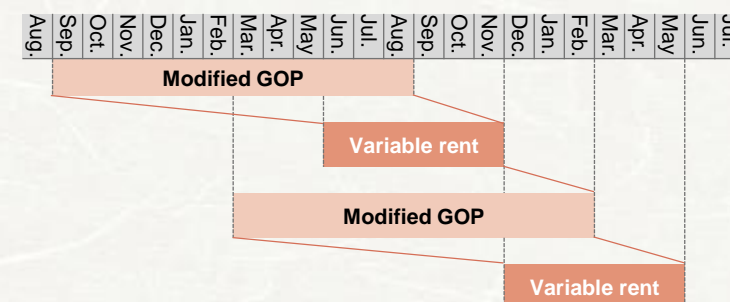 Aug. Sep. Oct. Nov. Dec. Jan. Feb. Mar. Apr. May Jun. Jul. Aug. Sep. Oct. Nov. Dec. Jan. Feb. Mar. Apr. May Jun. Jul.
Modified GOP
Variable rent
Modified GOP
Variable rent